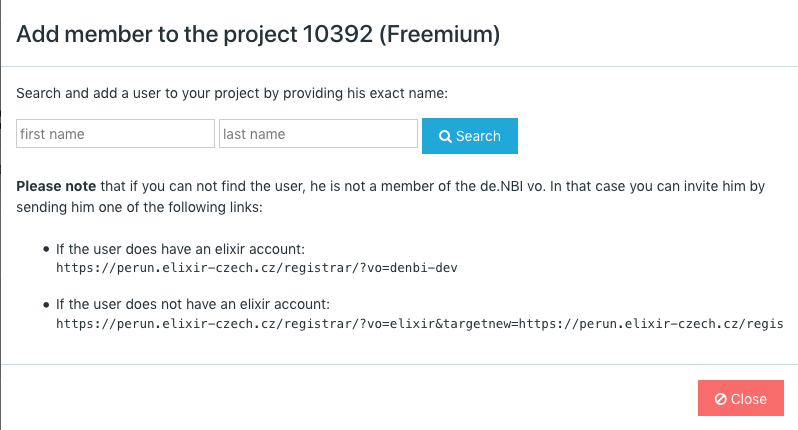 Add member to the project 10392 (Freemium)
Search and add a user to your project by providing his exact name:
first name last name Search
Please note that if you can not find the user, he is not a member of the de.NBI vo. In that case you can invite him by
sending him one of the following links:
• If the user does have an elixir account:
https://perun.elixir-czech.cz/registrar/?vo=denbi-dev
• If the user does not have an elixir account:
https://perun.elixir-czech.cz/registrar/?vo=elixir&targetnew=https://perun.elixir-czech.cz/regis
Close